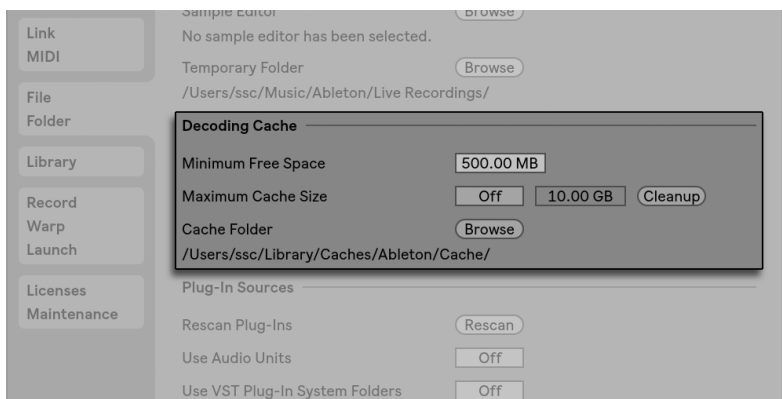 Link
MIDI
File
Folder
Library
Record
Warp
Launch
Licenses
Maintenance
Sample Editor Browse
No sample editor has been selected.
Temporary Folder Browse
/Users/ssc/Music/Ableton/Live Recordings/
Decoding Cache
Minimum Free Space 500.00 MB
Maximum Cache Size Off 10.00 GB Cleanup
Cache Folder Browse
/Users/ssc/Library/Caches/Ableton/Cache/
Plug-In Sources
Rescan Plug-Ins Rescan
Use Audio Units Off
Use VST Plug-In System Folders Off